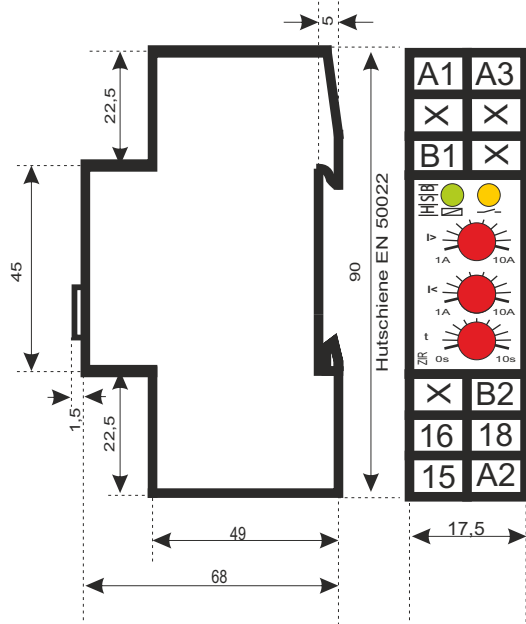 5
22,5
45
1,5
22,5
90
Hutschiene EN 50022
49
68
A1 A3
X X
B1 X
H|S|B
I>
1A 10A
I<
1A 10A
t
0s 10s
ZIR
X B2
16 18
15 A2
17,5